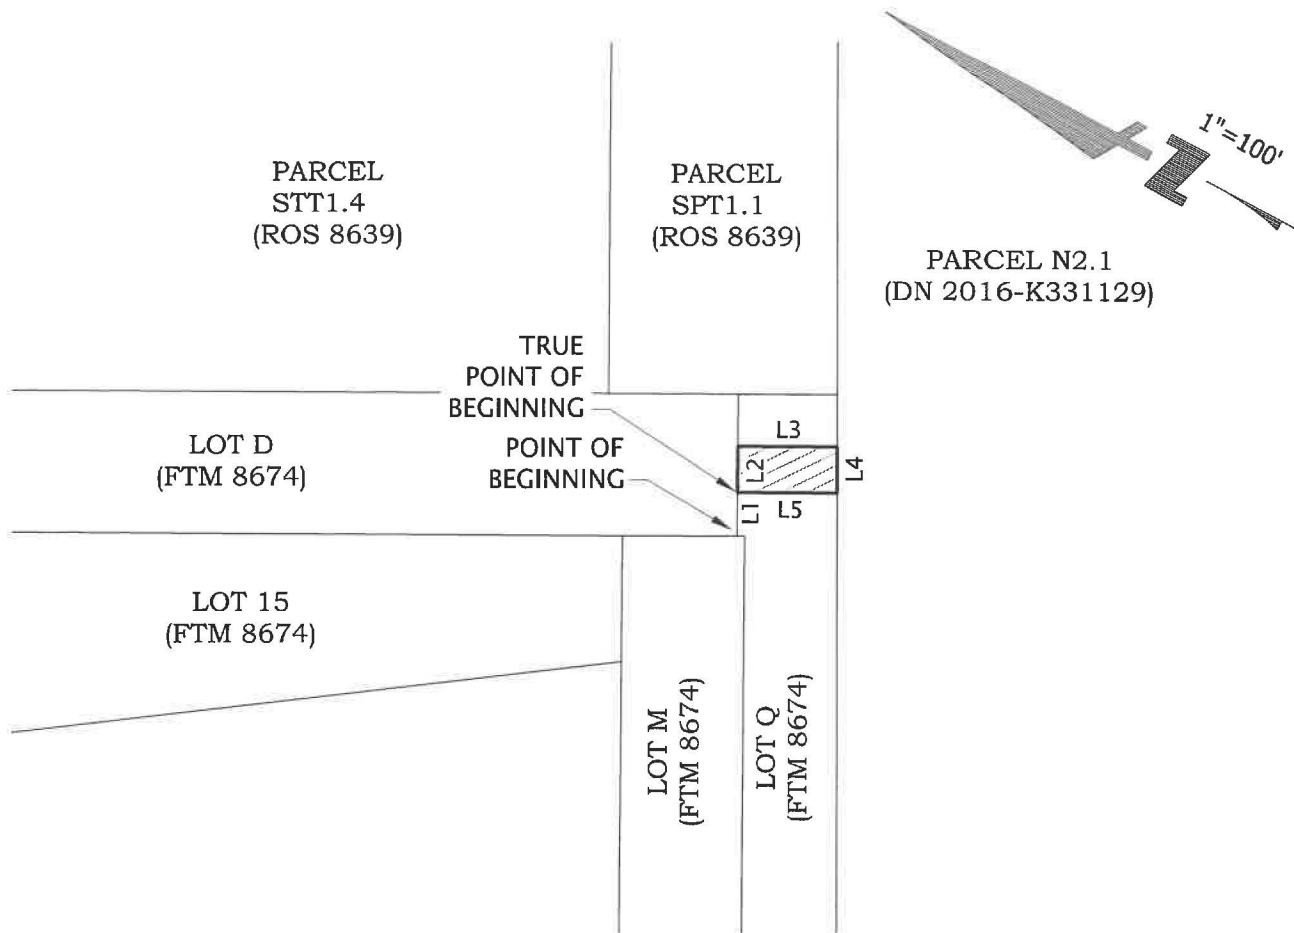 1"=100'
N
PARCEL
STT1.4
(ROS 8639)
PARCEL
SPT1.1
(ROS 8639)
PARCEL N2.1
(DN 2016-K331129)
TRUE
POINT OF
BEGINNING
POINT OF
BEGINNING
LOT D
(FTM 8674)
L3
L2
L4
L1
L5
LOT 15
(FTM 8674)
LOT M
(FTM 8674)
LOT Q
(FTM 8674)